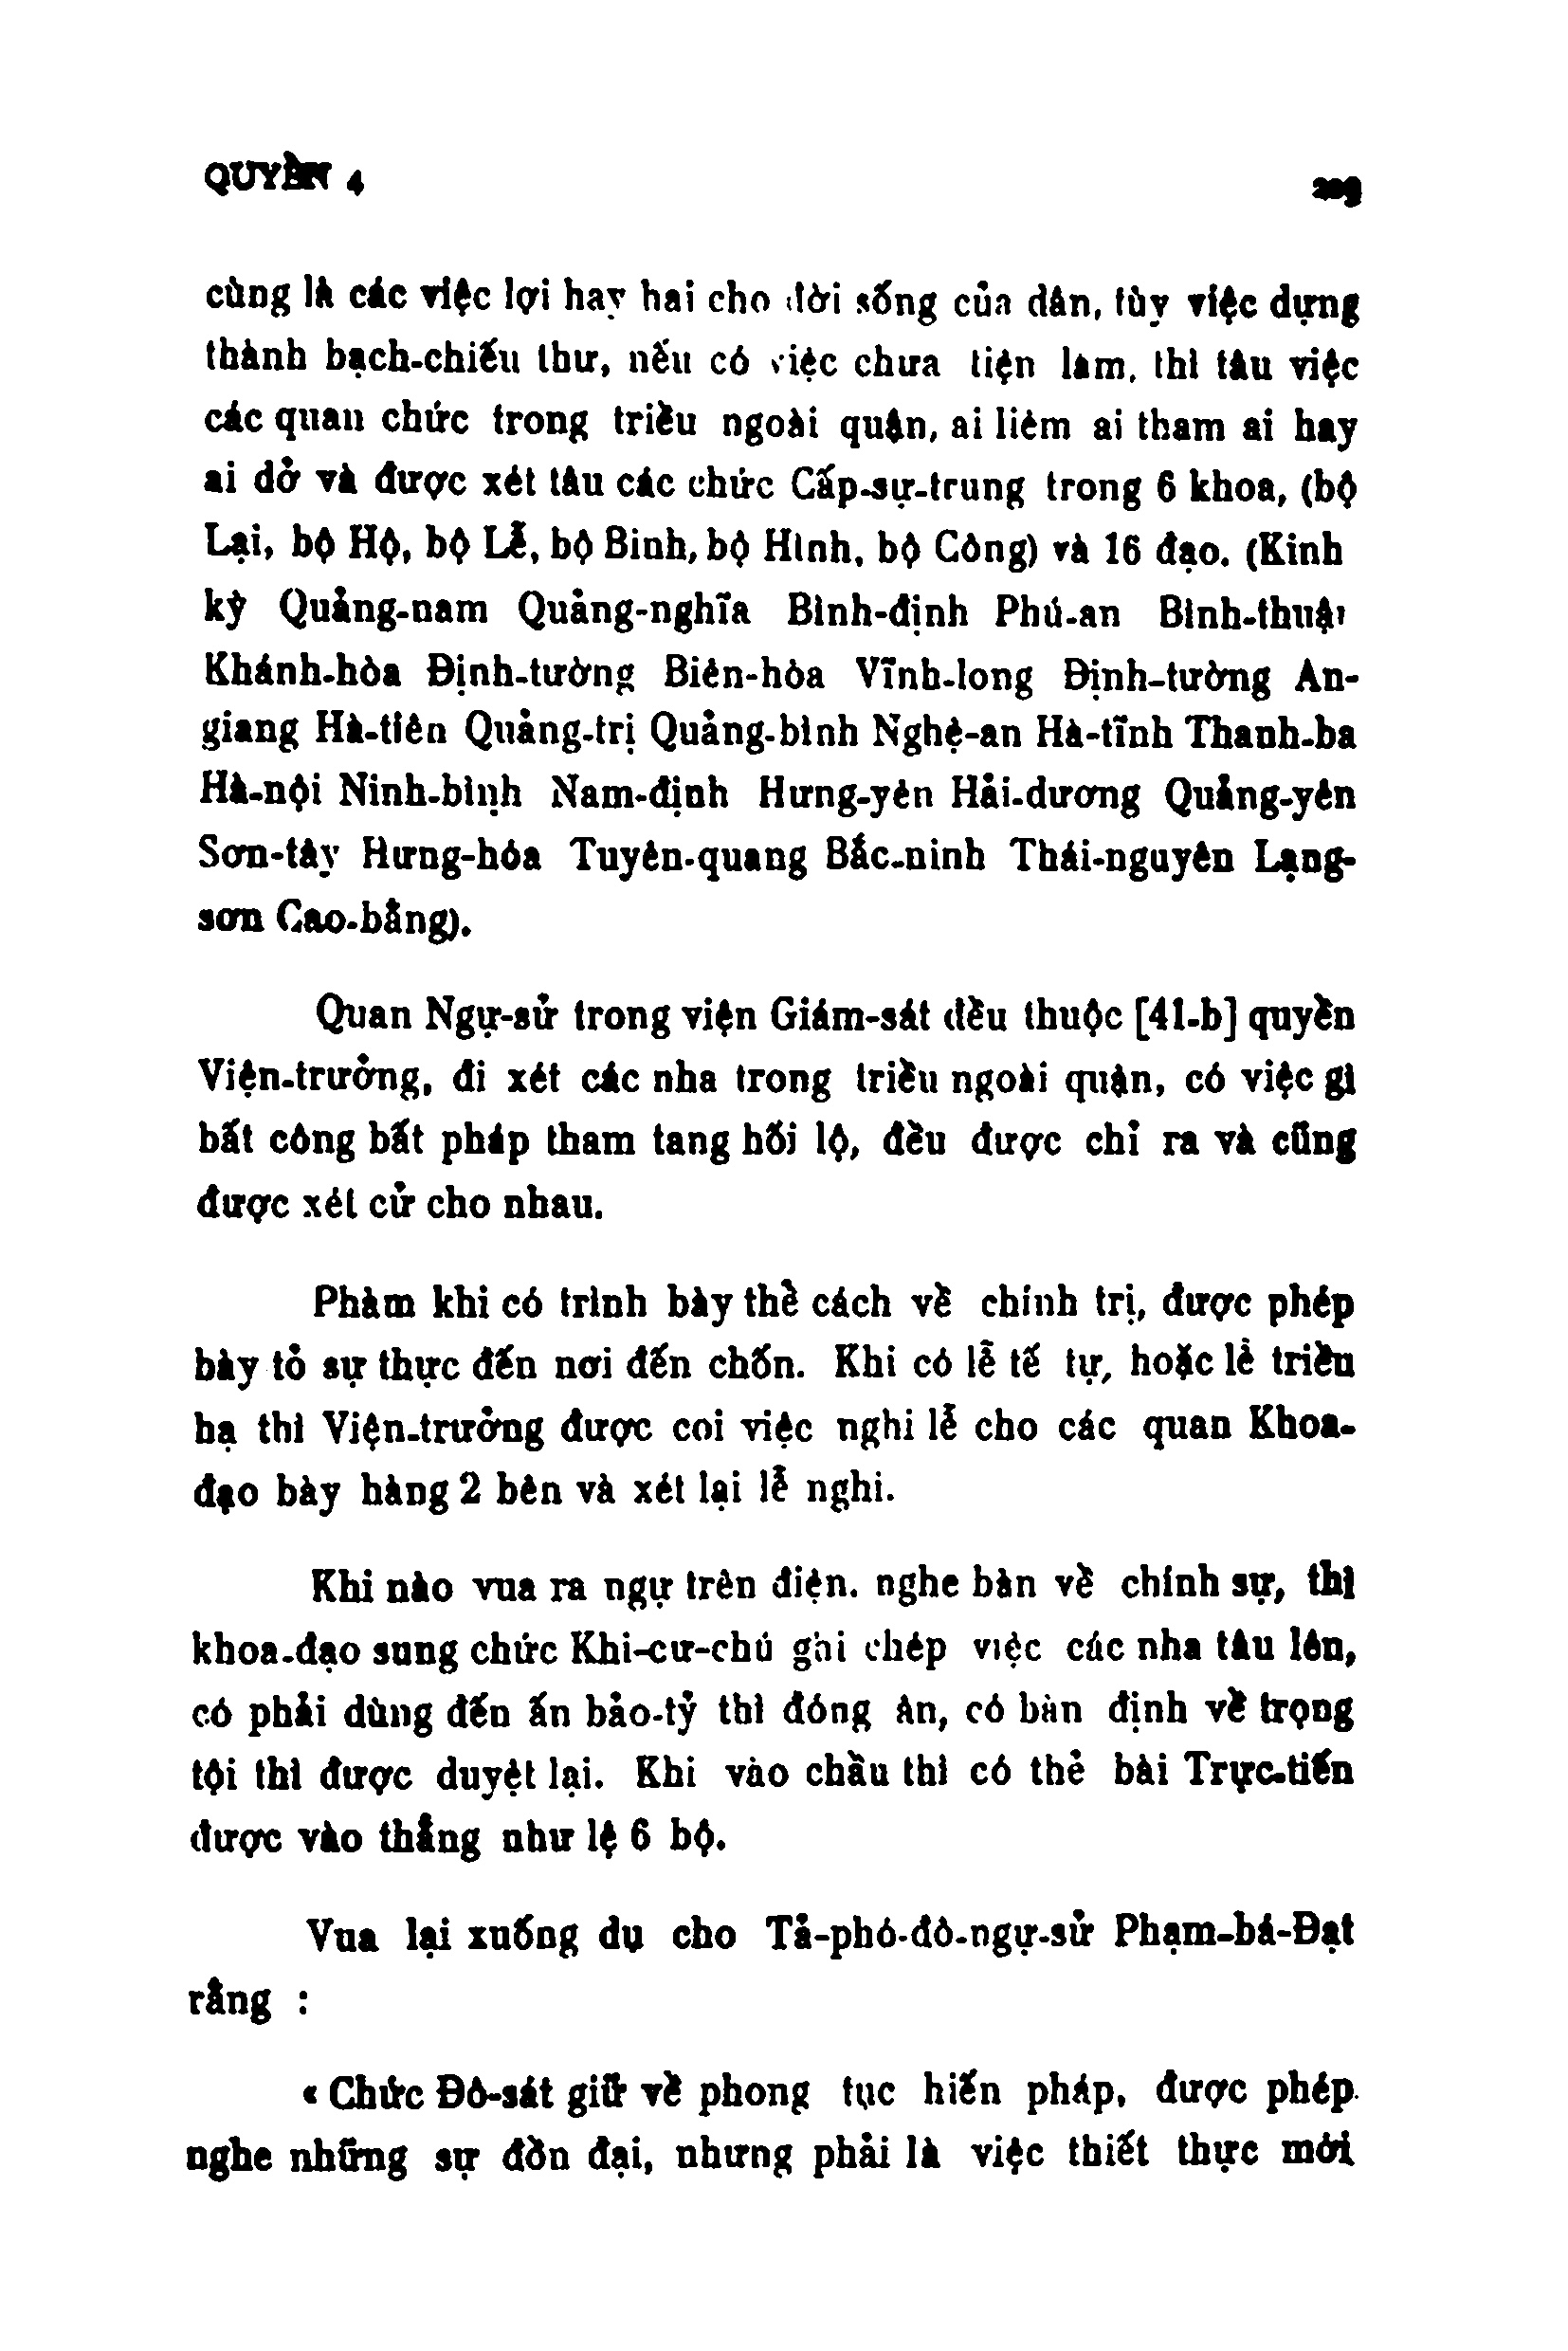 QUYỀN 4
cùng là các việc lợi hay hai cho đời sống của dân, tùy việc dựng
thành bạch-chiếu thư, nếu có việc chưa tiện làm, thì tâu việc
các quan chức trong triều ngoài quận, ai liêm ai tham ai hay
ai dở và được xét tâu các chức Cấp-sự-trung trong 6 khoa, (bộ
Lại, bộ Hộ, bộ Lễ, bộ Binh, bộ Hình, bộ Công) và 16 đạo. (Kinh
kỳ Quảng-nam Quảng-nghĩa Bình-định Phú-an Bình-thuận
Khánh-hòa Định-tường Biên-hòa Vĩnh-long Định-tường An-
giang Hà-tiên Quảng-trị Quảng-bình Nghệ-an Hà-tĩnh Thanh-ba
Hà-nội Ninh-bình Nam-định Hưng-yên Hải-dương Quảng-yên
Sơn-tây Hưng-hóa Tuyên-quang Bắc-ninh Thái-nguyên Lạng-
sơn Cao-bằng).
Quan Ngự-sử trong viện Giám-sát đều thuộc [41-b] quyền
Viện-trưởng, đi xét các nha trong triều ngoài quận, có việc gì
bất công bất pháp tham tang hối lộ, đều được chỉ ra và cũng
được xét cử cho nhau.
Phàm khi có trình bày thể cách về chính trị, được phép
bày tỏ sự thực đến nơi đến chốn. Khi có lễ tế tự, hoặc lễ triều
hạ thì Viện-trưởng được coi việc nghi lễ cho các quan Khoa-
đạo bày hàng 2 bên và xét lại lễ nghi.
Khi nào vua ra ngự trên điện. nghe bàn về chính sự, thì
khoa-đạo sung chức Khi-cư-chú ghi chép việc các nha tâu lên,
có phải dùng đến ấn bảo-tỷ thì đóng ấn, có bàn định về trọng
tội thì được duyệt lại. Khi vào chầu thì có thẻ bài Trực-tiến
được vào thẳng như lệ 6 bộ.
Vua lại xuống dụ cho Tả-phó-đô-ngự-sử Phạm-bá-Đạt
rằng :
« Chức Đô-sát giữ về phong tục hiến pháp, được phép
nghe những sự đồn đại, nhưng phải là việc thiết thực mới